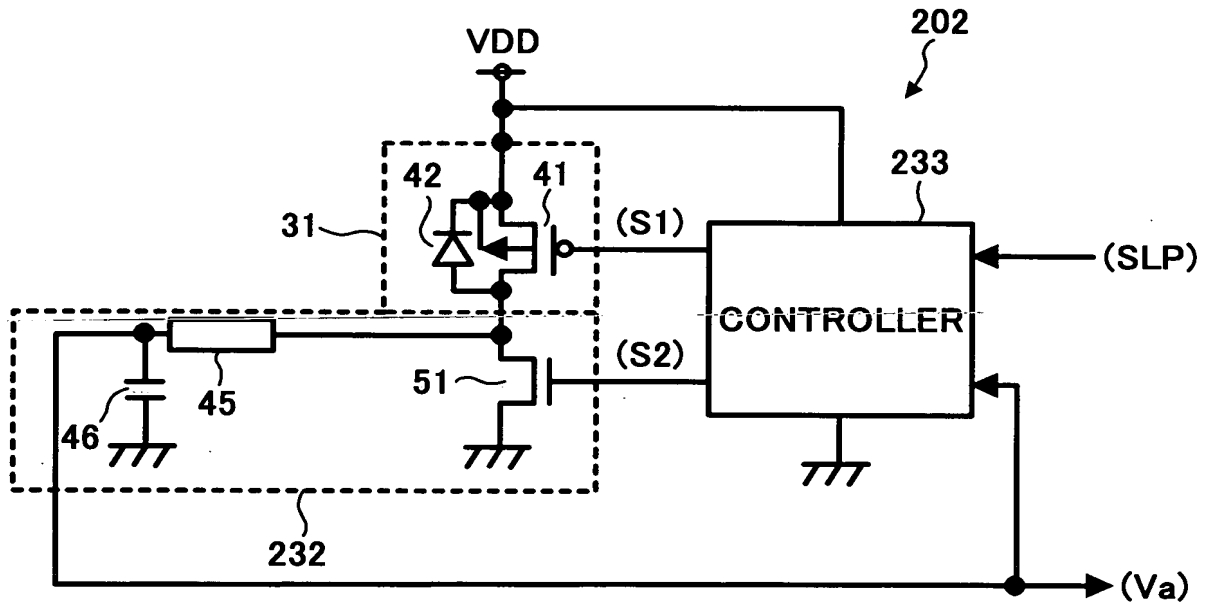 202
VDD
233
42
41
31
(S1)
(SLP)
CONTROLLER
(S2)
51
45
46
232
(Va)